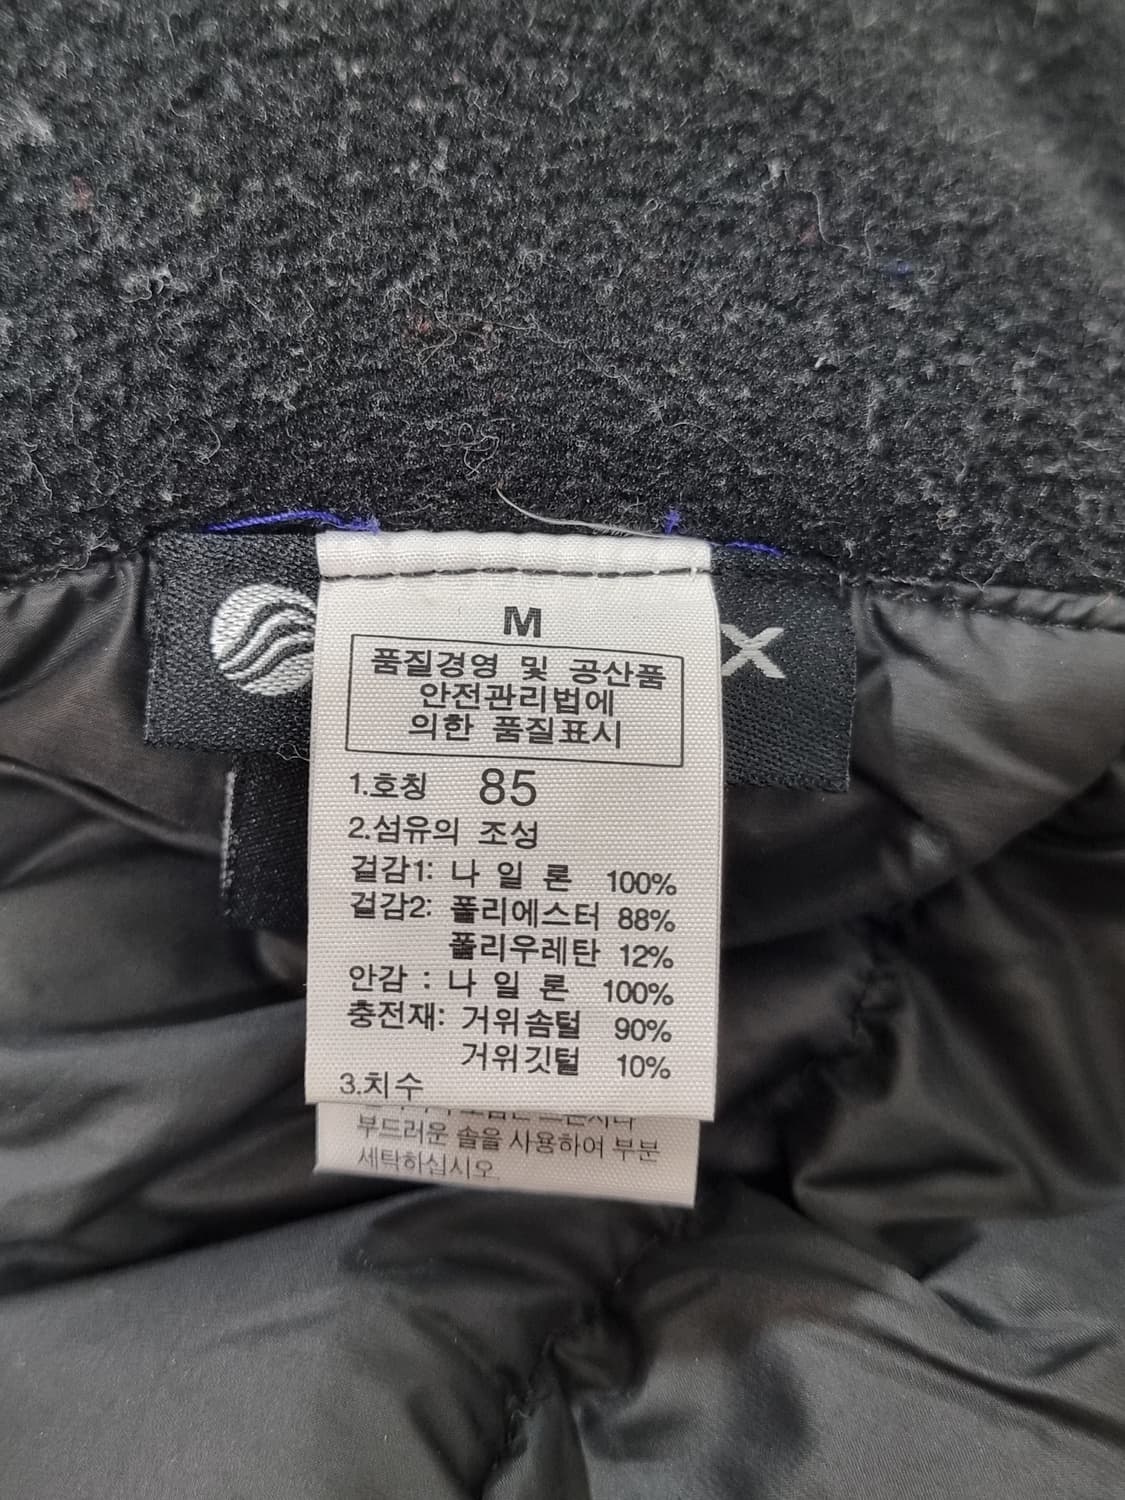 M
X
품질경영 및 공산품
안전관리법에
의한 품질표시
1.호칭 85
2.섬유의 조성
겉감1: 나 일 론 100%
겉감2: 폴리에스터 88%
폴리우레탄 12%
안감 : 나 일 론 100%
충전재: 거위솜털 90%
거위깃털 10%
3.치수
부드러운 솔을 사용하여 부분
세탁하십시오.